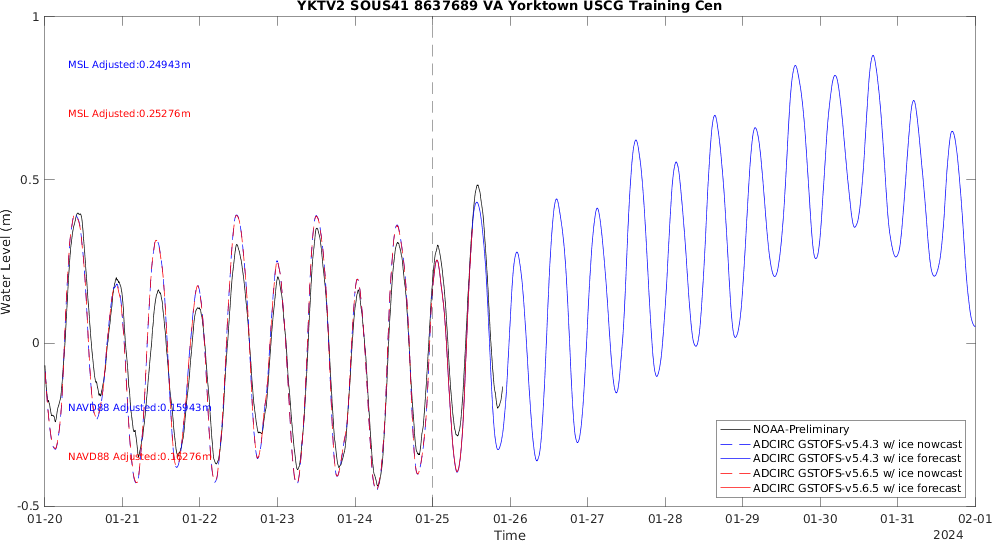 YKTV2 SOUS41 8637689 VA Yorktown USCG Training Cen
1
MSL Adjusted:0.24943m
MSL Adjusted:0.25276m
0.5
Water Level (m)
0
NAVD88 Adjusted:0.15943m
NAVD88 Adjusted:0.16276m
NOAA-Preliminary
ADCIRC GSTOFS-v5.4.3 w/ ice nowcast
ADCIRC GSTOFS-v5.4.3 w/ ice forecast
ADCIRC GSTOFS-v5.6.5 w/ ice nowcast
ADCIRC GSTOFS-v5.6.5 w/ ice forecast
-0.5
01-20 01-21 01-22 01-23 01-24 01-25 01-26 01-27 01-28 01-29 01-30 01-31 02-01
Time
2024